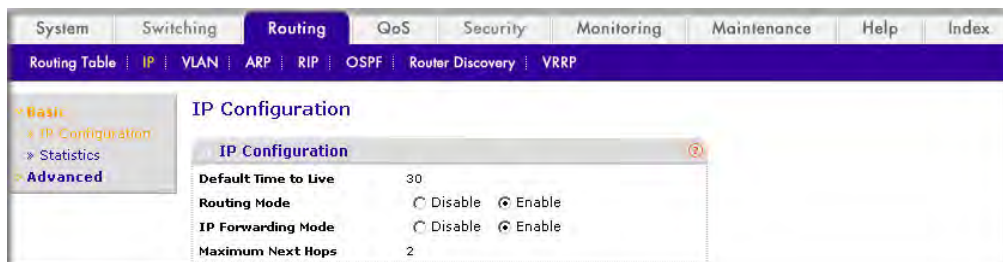 System Switching Routing QoS Security Monitoring Maintenance Help Index
Routing Table IP VLAN ARP RIP OSPF Router Discovery VRRP
Basic
» IP Configuration
» Statistics
Advanced
IP Configuration
IP Configuration ?
Default Time to Live 30
Routing Mode Disable Enable
IP Forwarding Mode Disable Enable
Maximum Next Hops 2